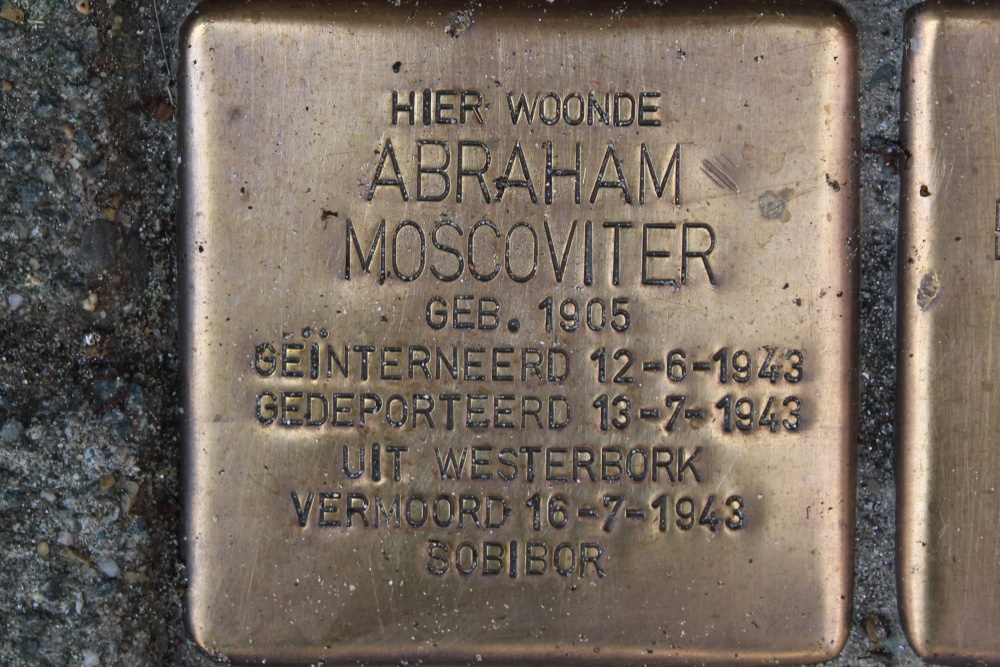 HIER WOONDE
ABRAHAM
MOSCOVITER
GEB. 1905
GEÏNTERNEERD 12-6-1943
GEDEPORTEERD 13-7-1943
UIT WESTERBORK
VERMOORD 16-7-1943
SOBIBOR